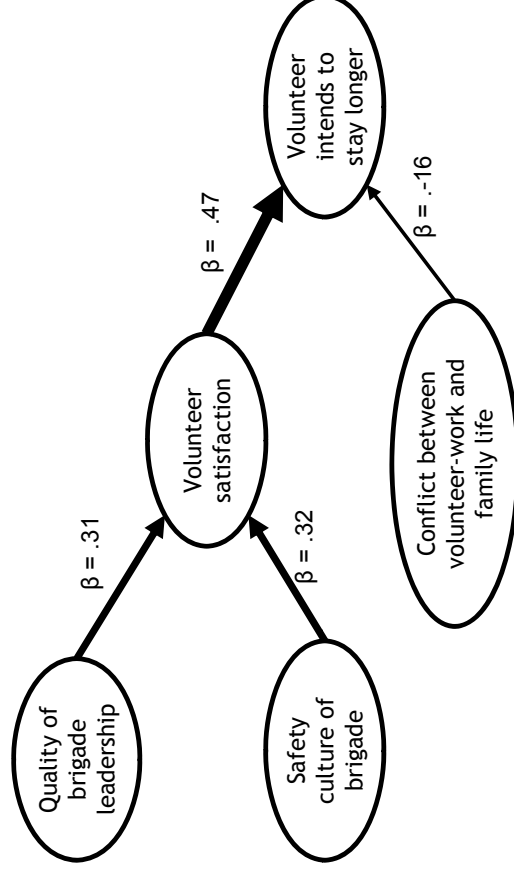 Quality of
brigade
leadership
β = .31
Safety
culture of
brigade
β = .32
Volunteer
satisfaction
β = .47
Conflict between
volunteer-work and
family life
β = .-16
Volunteer
intends to
stay longer